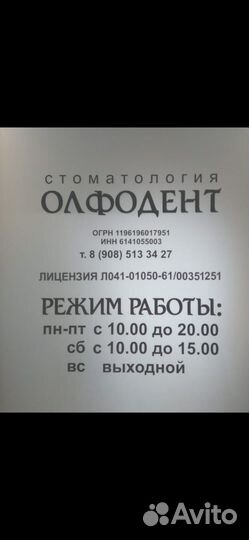 СТОМАТОЛОГИЯ
ОЛФОДЕНТ
ОГРН 1196196017951
ИНН 6141055003
т. 8 (908) 513 34 27
ЛИЦЕНЗИЯ Л041-01050-61/00351251
РЕЖИМ РАБОТЫ:
пн-пт с 10.00 до 20.00
сб с 10.00 до 15.00
вс выходной
Avito